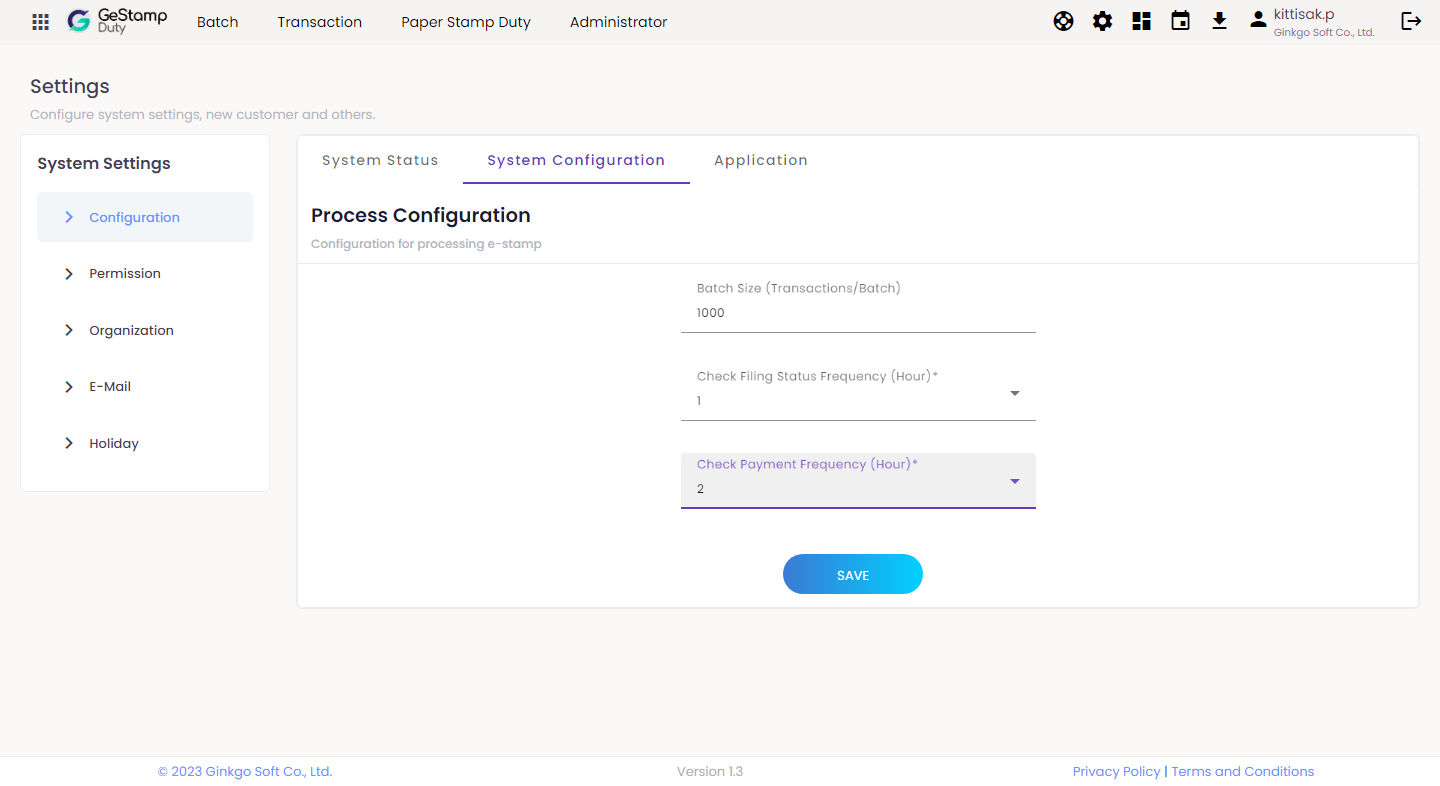 GeStamp
Duty
Batch
Transaction
Paper Stamp Duty
Administrator
kittisak.p
Ginkgo Soft Co., Ltd.
Settings
Configure system settings, new customer and others.
System Settings
Configuration
Permission
Organization
E-Mail
Holiday
System Status
System Configuration
Application
Process Configuration
Configuration for processing e-stamp
Batch Size (Transactions/Batch)
1000
Check Filing Status Frequency (Hour)*
1
Check Payment Frequency (Hour)*
2
SAVE
© 2023 Ginkgo Soft Co., Ltd.
Version 1.3
Privacy Policy | Terms and Conditions